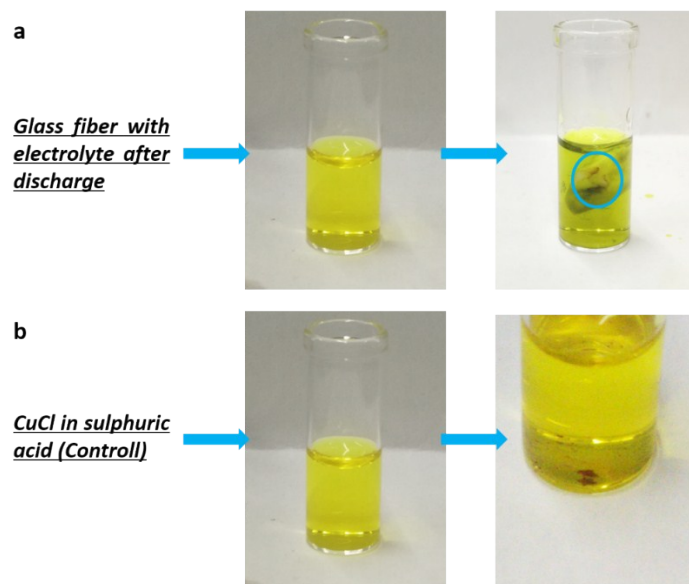 a
Glass fiber with
electrolyte after
discharge
b
CuCl in sulphuric
acid (Controll)